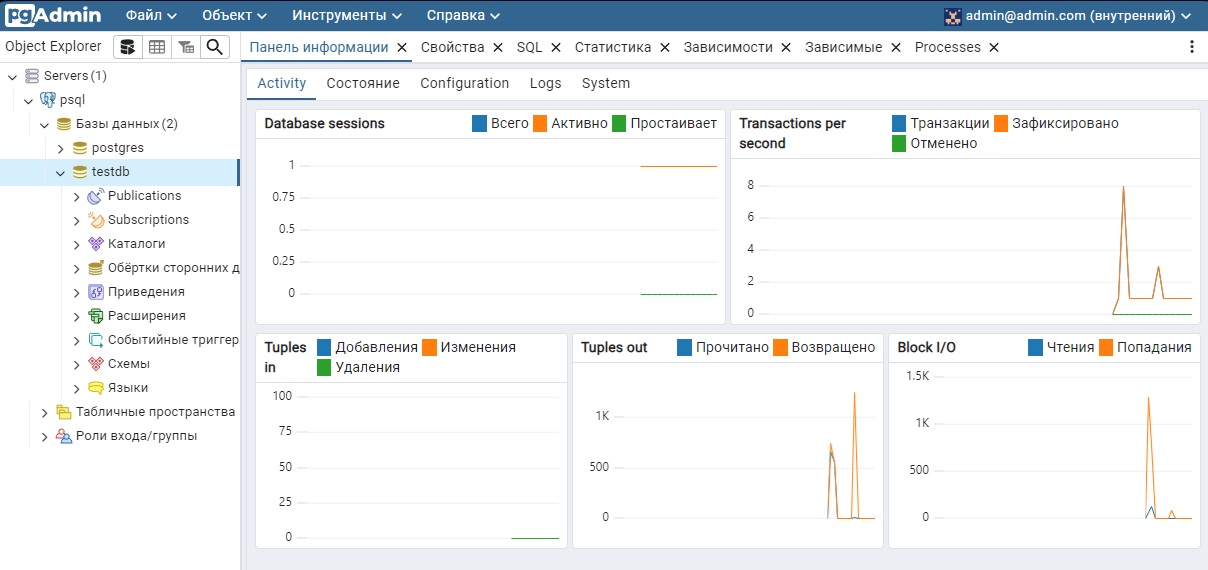 pgAdmin Файл Объект Инструменты Справка admin@admin.com (внутренний)
Object Explorer
Панель информации Свойства SQL Статистика Зависимости Зависимые Processes
Servers (1)
psql
Базы данных (2)
postgres
testdb
Publications
Subscriptions
Каталоги
Обёртки сторонних д
Приведения
Расширения
Событийные триггер
Схемы
Языки
Табличные пространства
Роли входа/группы
Activity Состояние Configuration Logs System
Database sessions Всего Активно Простаивает
1
0.75
0.5
0.25
0
Transactions per second Транзакции Зафиксировано
Отменено
8
6
4
2
0
Tuples in Добавления Изменения
Удаления
100
75
50
25
0
Tuples out Прочитано Возвращено
1K
500
0
Block I/O Чтения Попадания
1.5K
1K
500
0